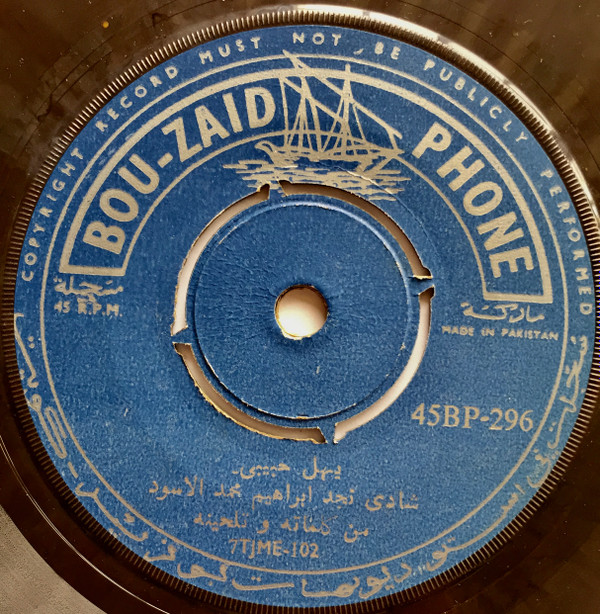 COPYRIGHT RECORD MUST NOT BE PUBLICLY PERFORMED
BOU-ZAID PHONE
مسجلة
45 R.P.M.
ماركة
MADE IN PAKISTAN
45BP-296
يهل حبيبي
شادي نجد ابراهيم محمد الاسود
من كلماته و تلحينه
7TJME-102